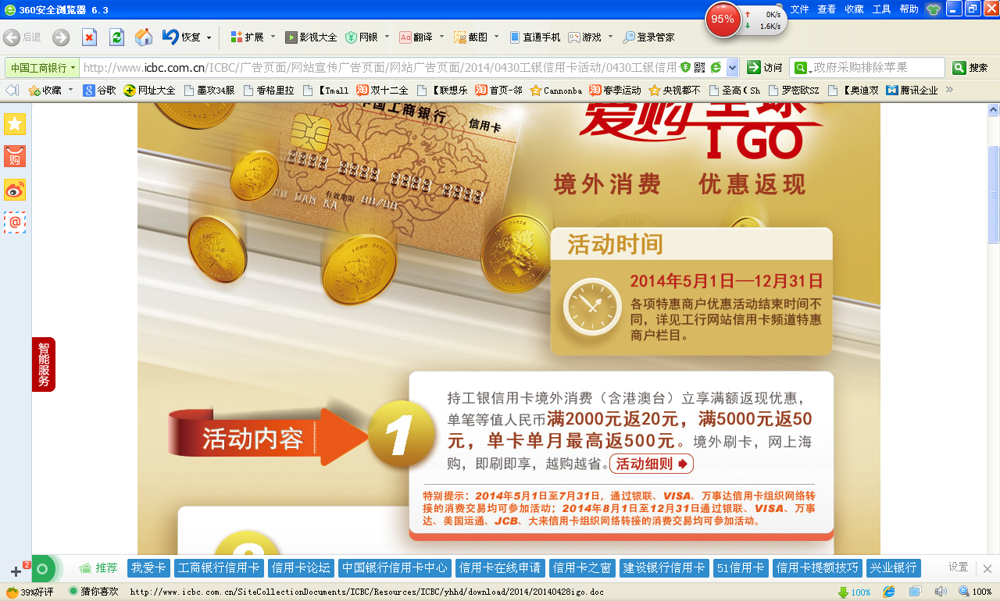 360安全浏览器 6.3
95%
0K/s
1.6K/s
文件 查看 收藏 工具 帮助
后退 恢复 扩展 影视大全 网银 翻译 截图 直通手机 游戏 登录管家
中国工商银行 http://www.icbc.com.cn/ICBC/广告页面/网站宣传广告页面/网站广告页面/2014/0430工银信用卡活动/0430工银信用 访问 政府采购排除苹果 搜索
收藏 谷歌 网址大全 墨攻34服 香格里拉 【Tmall 双十二全 【联想乐 首页-邹 Cannonba 春季运动 央视都不 圣高(Sh 罗密欧SZ 【奥迪双 腾讯企业 »
中国工商银行 信用卡
8888 8888 8888 8888
有效期限 88/88
爱购 全球
IGO
境外消费 优惠返现
活动时间
2014年5月1日—12月31日
各项特惠商户优惠活动结束时间不
同，详见工行网站信用卡频道特惠
商户栏目。
购
@
智能服务
活动内容
1
持工银信用卡境外消费（含港澳台）立享满额返现优惠，
单笔等值人民币满2000元返20元，满5000元返50
元，单卡单月最高返500元。境外刷卡，网上海
购，即刷即享，越购越省。 活动细则
特别提示：2014年5月1日至7月31日，通过银联、VISA、万事达信用卡组织网络转
接的消费交易均可参加活动；2014年8月1日至12月31日通过银联、VISA、万事
达、美国运通、JCB、大来信用卡组织网络转接的消费交易均可参加活动。
2
推荐 我爱卡 工商银行信用卡 信用卡论坛 中国银行信用卡中心 信用卡在线申请 信用卡之窗 建设银行信用卡 51信用卡 信用卡提额技巧 兴业银行 设置
39%好评 猜你喜欢 http://www.icbc.com.cn/SiteCollectionDocuments/ICBC/Resources/ICBC/yhhd/download/2014/20140428igo.doc 100% 100%